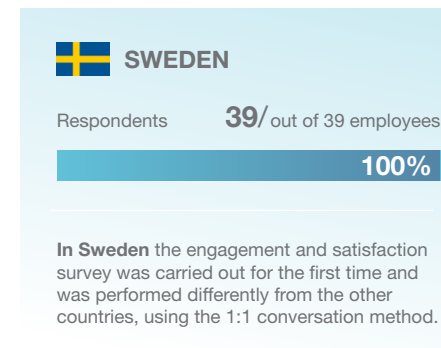 SWEDEN
Respondents 39/ out of 39 employees
100%
In Sweden the engagement and satisfaction
survey was carried out for the first time and
was performed differently from the other
countries, using the 1:1 conversation method.